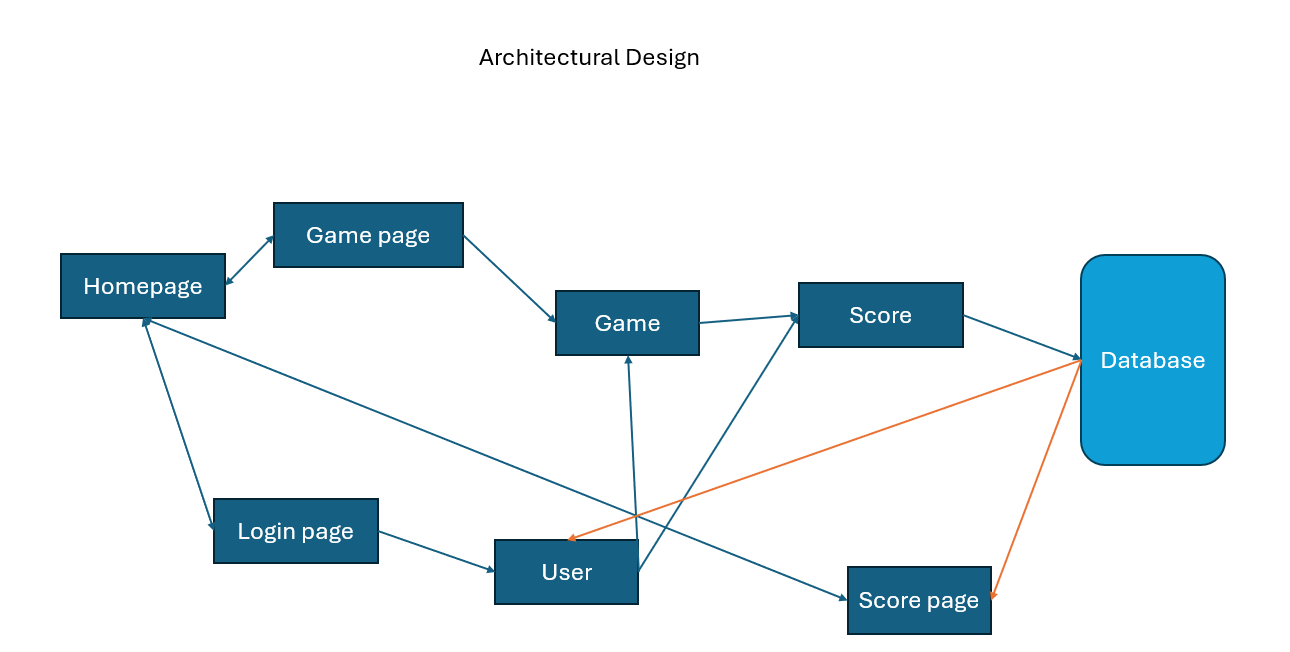 Architectural Design
Game page
Homepage
Game
Score
Database
Login page
User
Score page